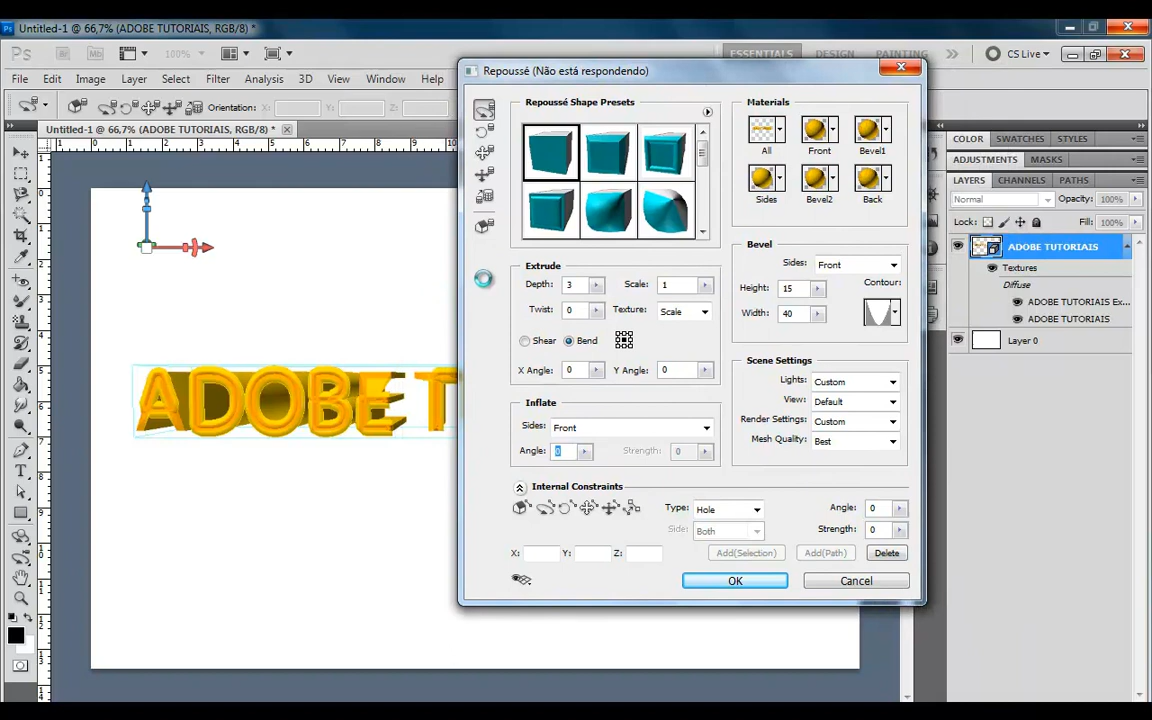 Untitled-1 @ 66,7% (ADOBE TUTORIAIS, RGB/8) *
Ps Br Mb 100% ESSENTIALS DESIGN PAINTING CS Live
File Edit Image Layer Select Filter Analysis 3D View Window Help
Orientation: X: Y: Z:
Untitled-1 @ 66,7% (ADOBE TUTORIAIS, RGB/8) *
Repoussé (Não está respondendo)
Repoussé Shape Presets
Materials
All Front Bevel1
Sides Bevel2 Back
Extrude
Depth: 3 Scale: 1
Twist: 0 Texture: Scale
Shear Bend
X Angle: 0 Y Angle: 0
Bevel
Sides: Front
Height: 15 Contour:
Width: 40
Inflate
Sides: Front
Angle: 0 Strength: 0
Scene Settings
Lights: Custom
View: Default
Render Settings: Custom
Mesh Quality: Best
Internal Constraints
Type: Hole Angle: 0
Side: Both Strength: 0
X: Y: Z: Add(Selection) Add(Path) Delete
OK Cancel
ADOBE T
COLOR SWATCHES STYLES
ADJUSTMENTS MASKS
LAYERS CHANNELS PATHS
Normal Opacity: 100%
Lock: Fill: 100%
ADOBE TUTORIAIS
Textures
Diffuse
ADOBE TUTORIAIS Ex...
ADOBE TUTORIAIS
Layer 0